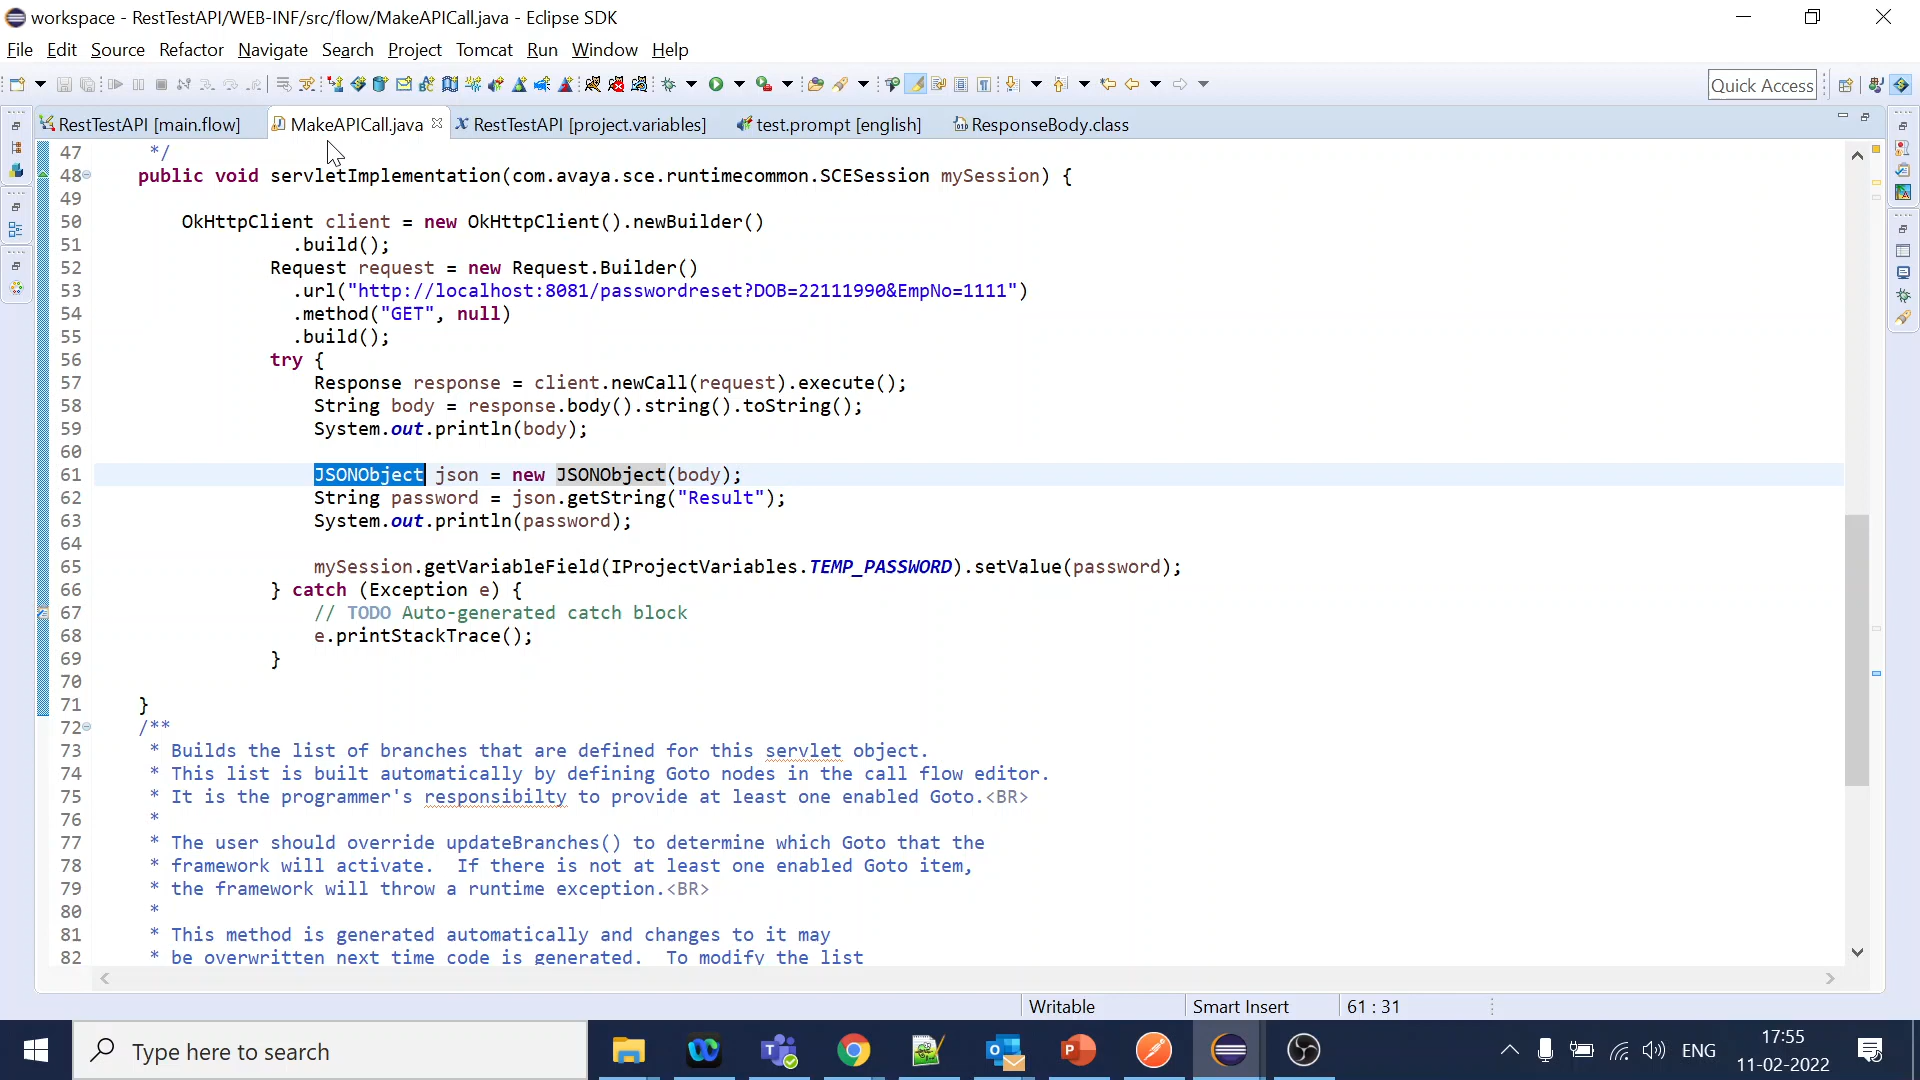 workspace - RestTestAPI/WEB-INF/src/flow/MakeAPICall.java - Eclipse SDK
File Edit Source Refactor Navigate Search Project Tomcat Run Window Help
Quick Access
RestTestAPI [main.flow] MakeAPICall.java RestTestAPI [project.variables] test.prompt [english] ResponseBody.class
47 */
48 public void servletImplementation(com.avaya.sce.runtimecommon.SCESession mySession) {
49
50 OkHttpClient client = new OkHttpClient().newBuilder()
51 .build();
52 Request request = new Request.Builder()
53 .url("http://localhost:8081/passwordreset?DOB=22111990&EmpNo=1111")
54 .method("GET", null)
55 .build();
56 try {
57 Response response = client.newCall(request).execute();
58 String body = response.body().string().toString();
59 System.out.println(body);
60
61 JSONObject json = new JSONObject(body);
62 String password = json.getString("Result");
63 System.out.println(password);
64
65 mySession.getVariableField(IProjectVariables.TEMP_PASSWORD).setValue(password);
66 } catch (Exception e) {
67 // TODO Auto-generated catch block
68 e.printStackTrace();
69 }
70
71 }
72 /**
73 * Builds the list of branches that are defined for this servlet object.
74 * This list is built automatically by defining Goto nodes in the call flow editor.
75 * It is the programmer's responsibilty to provide at least one enabled Goto.<BR>
76 *
77 * The user should override updateBranches() to determine which Goto that the
78 * framework will activate.  If there is not at least one enabled Goto item,
79 * the framework will throw a runtime exception.<BR>
80 *
81 * This method is generated automatically and changes to it may
82 * be overwritten next time code is generated.  To modify the list
Writable Smart Insert 61 : 31
Type here to search
ENG
17:55
11-02-2022